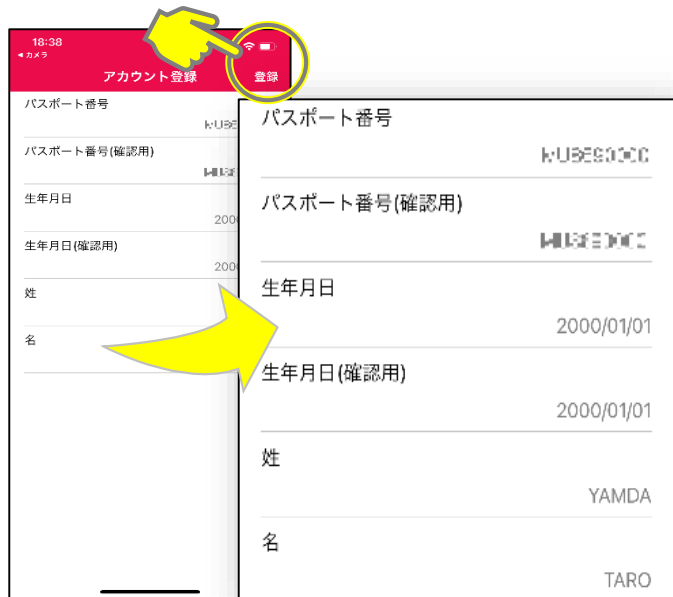 18:38
◀ カメラ
アカウント登録
登録
パスポート番号
パスポート番号(確認用)
生年月日
200
生年月日(確認用)
200
姓
名
パスポート番号
パスポート番号(確認用)
生年月日
2000/01/01
生年月日(確認用)
2000/01/01
姓
YAMDA
名
TARO